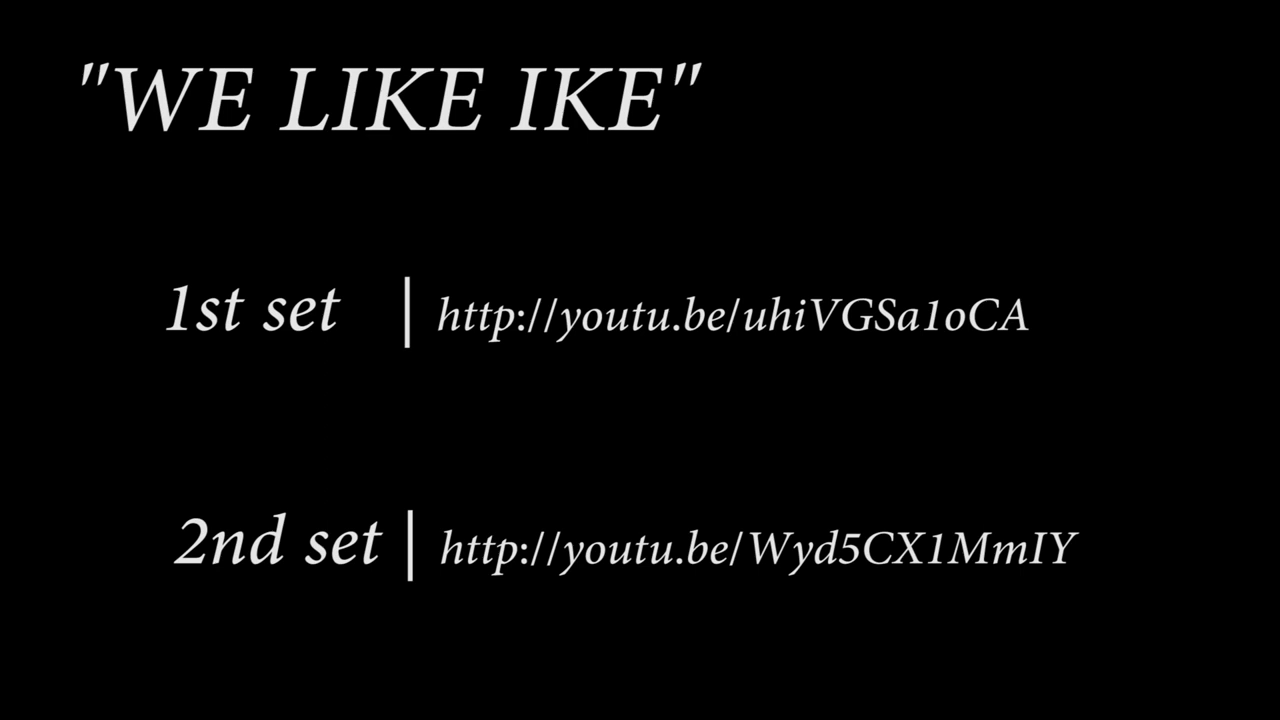 "WE LIKE IKE"
1st set | http://youtu.be/uhiVGSa1oCA
2nd set | http://youtu.be/Wyd5CX1MmIY